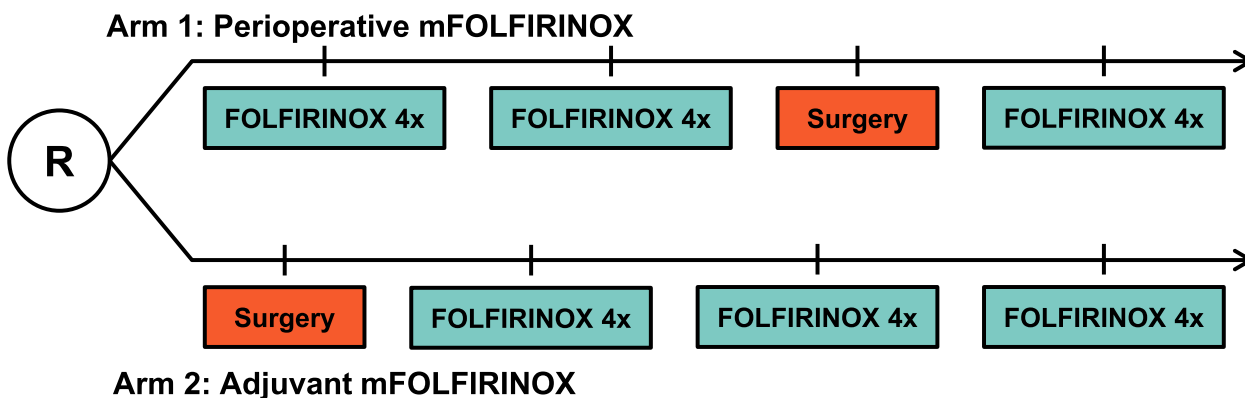 Arm 1: Perioperative mFOLFIRINOX
FOLFIRINOX 4x
FOLFIRINOX 4x
Surgery
FOLFIRINOX 4x
R
Surgery
FOLFIRINOX 4x
FOLFIRINOX 4x
FOLFIRINOX 4x
Arm 2: Adjuvant mFOLFIRINOX